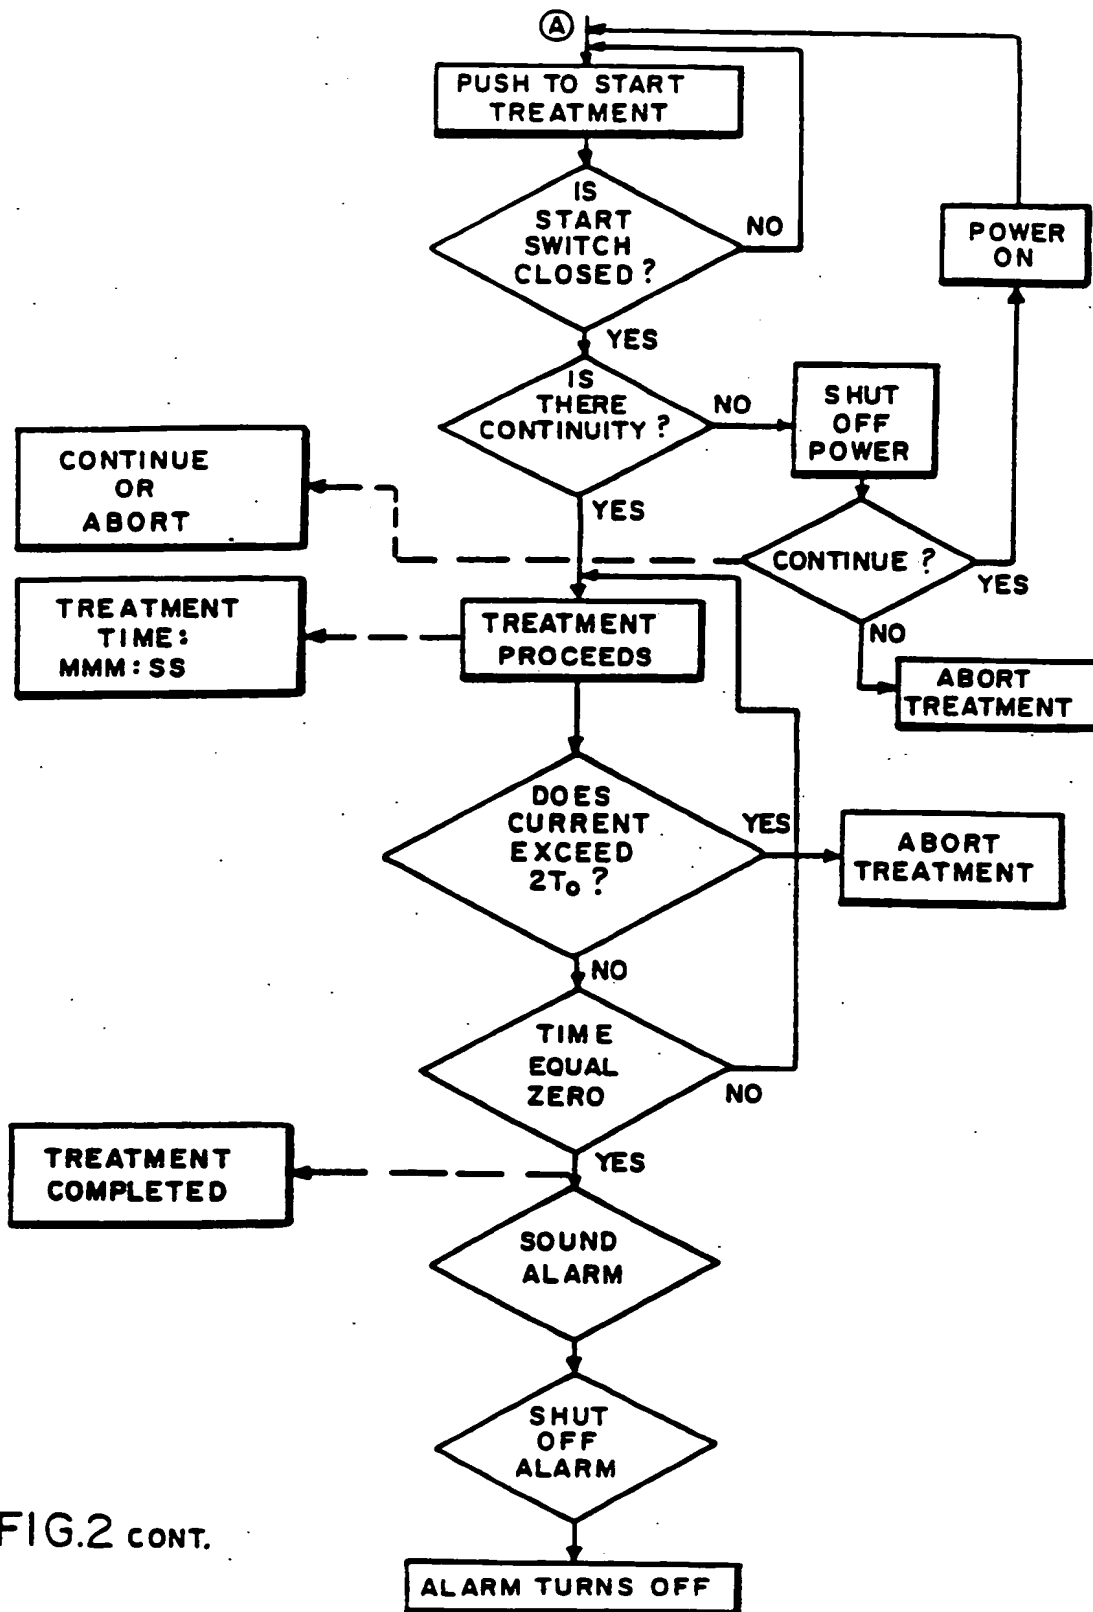 A
PUSH TO START
TREATMENT
IS
START
SWITCH
CLOSED?
NO
POWER
ON
YES
IS
THERE
CONTINUITY?
NO
SHUT
OFF
POWER
CONTINUE
OR
ABORT
YES
CONTINUE?
YES
TREATMENT
TIME:
MMM:SS
TREATMENT
PROCEEDS
NO
ABORT
TREATMENT
DOES
CURRENT
EXCEED
2T₀?
YES
ABORT
TREATMENT
NO
TIME
EQUAL
ZERO
NO
TREATMENT
COMPLETED
YES
SOUND
ALARM
SHUT
OFF
ALARM
FIG.2 CONT.
ALARM TURNS OFF